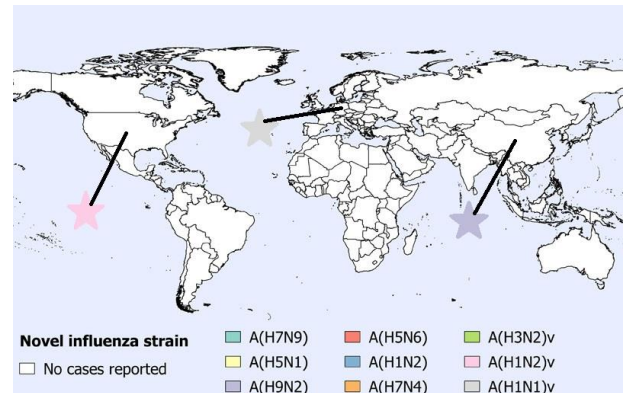 Novel influenza strain
No cases reported
A(H7N9)
A(H5N1)
A(H9N2)
A(H5N6)
A(H1N2)
A(H7N4)
A(H3N2)v
A(H1N2)v
A(H1N1)v